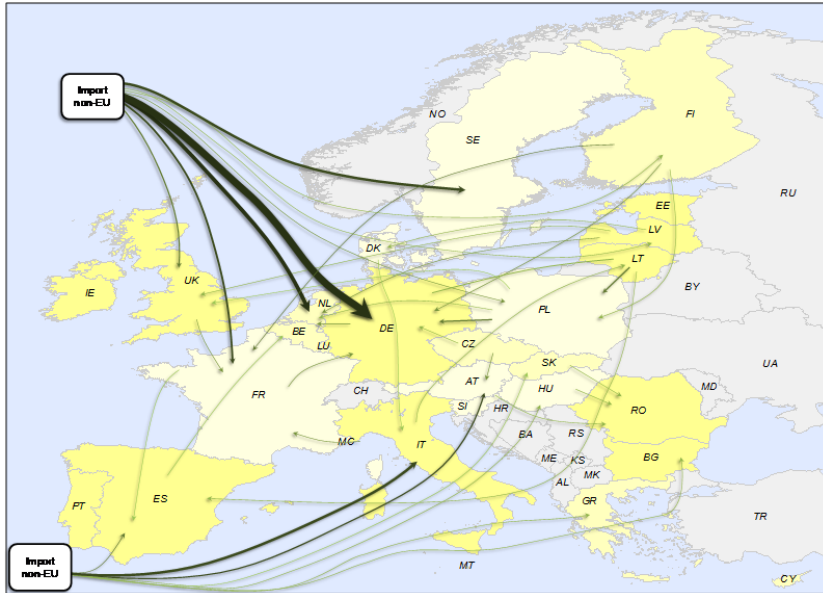 Import
non-EU
FI
NO
SE
RU
EE
LV
DK
LT
UK
IE
BY
NL
PL
BE
DE
LU
CZ
UA
SK
FR
AT
HU
MD
CH
SI
HR
RO
BA
RS
MC
IT
ME
KS
BG
MK
AL
ES
PT
GR
TR
Import
non-EU
MT
CY